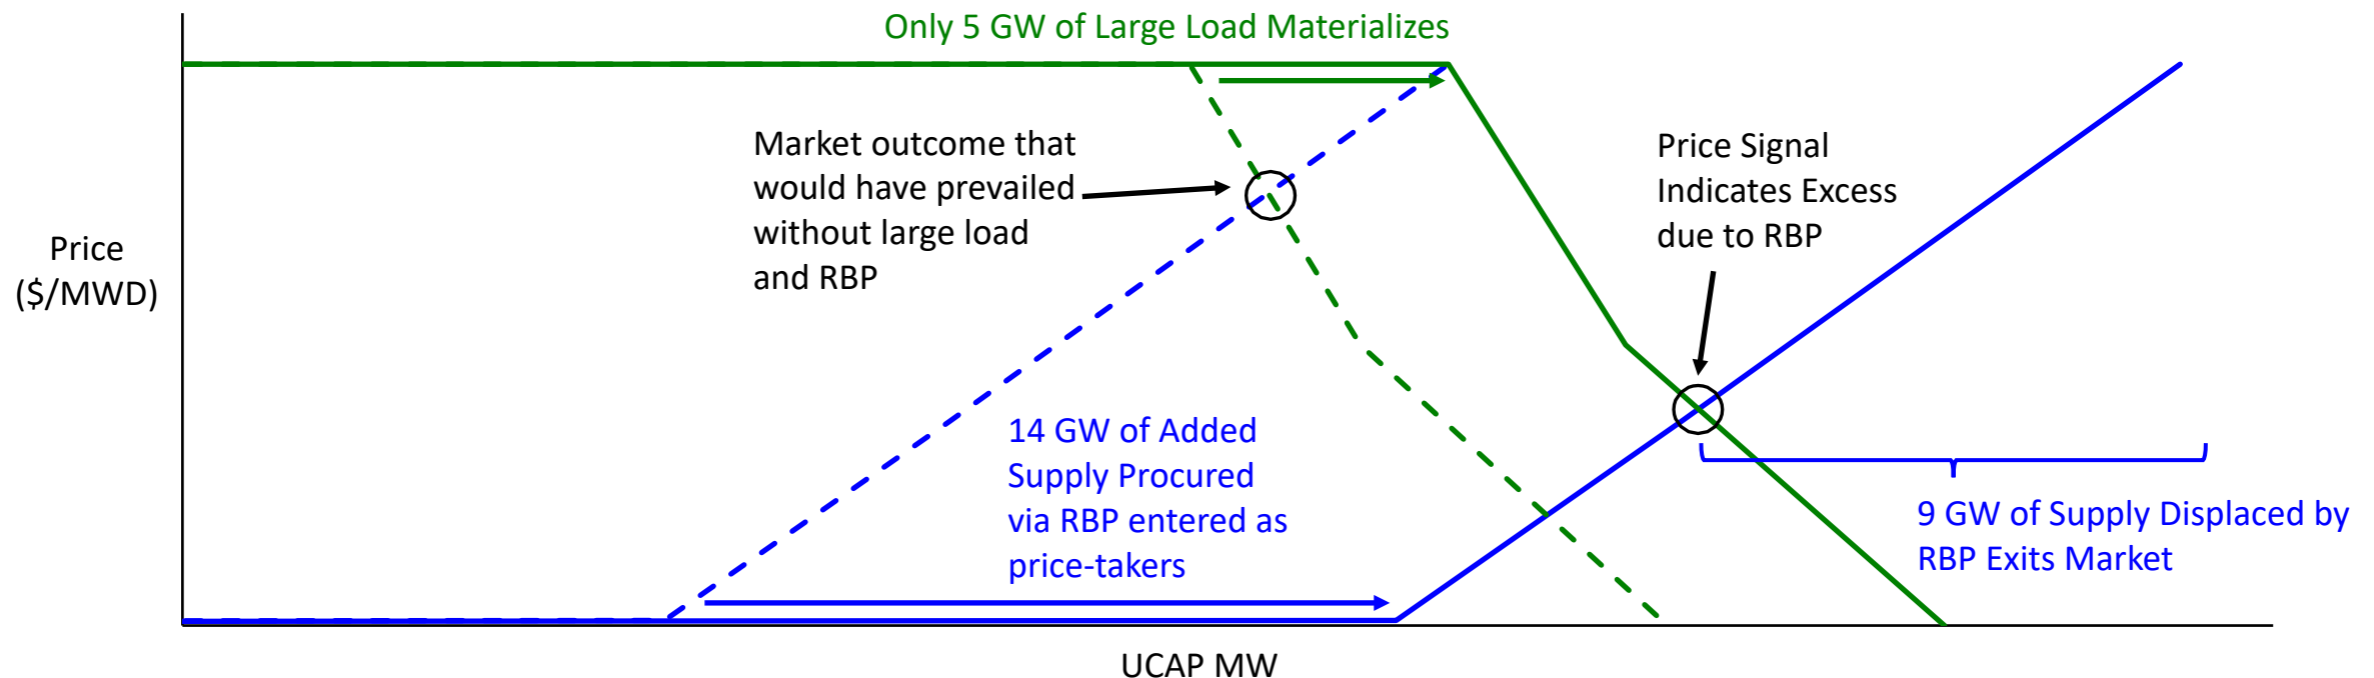 Only 5 GW of Large Load Materializes
Market outcome that
would have prevailed
without large load
and RBP
Price Signal
Indicates Excess
due to RBP
Price
($/MWD)
14 GW of Added
Supply Procured
via RBP entered as
price-takers
9 GW of Supply Displaced by
RBP Exits Market
UCAP MW